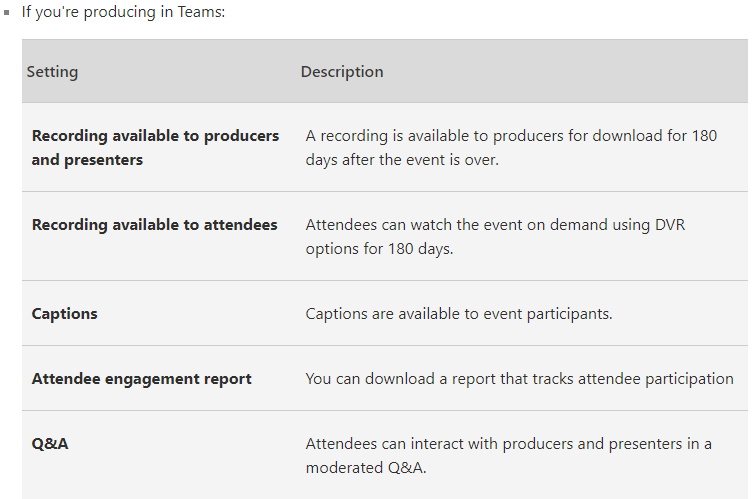 If you're producing in Teams:
Setting Description
Recording available to producers A recording is available to producers for download for 180
and presenters days after the event is over.
Recording available to attendees Attendees can watch the event on demand using DVR
options for 180 days.
Captions Captions are available to event participants.
Attendee engagement report You can download a report that tracks attendee participation
Q&A Attendees can interact with producers and presenters in a
moderated Q&A.